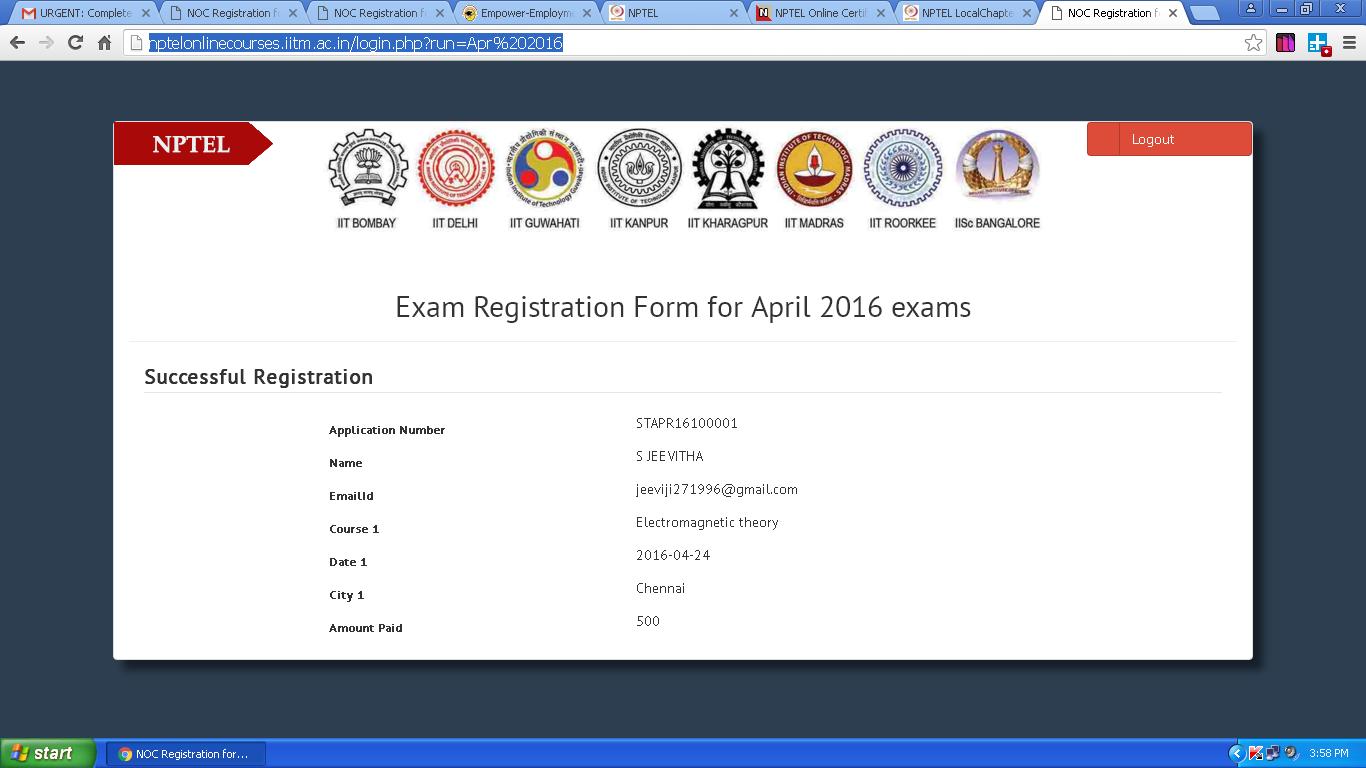 URGENT: Complete
NOC Registration f
NOC Registration f
Empower-Employm
NPTEL
NPTEL Online Certif
NPTEL LocalChapte
NOC Registration f
nptelonlinecourses.iitm.ac.in/login.php?run=Apr%202016
NPTEL
Logout
IIT BOMBAY
IIT DELHI
IIT GUWAHATI
IIT KANPUR
IIT KHARAGPUR
IIT MADRAS
IIT ROORKEE
IISc BANGALORE
Exam Registration Form for April 2016 exams
Successful Registration
Application Number STAPR16100001
Name S JEEVITHA
EmailId jeeviji271996@gmail.com
Course 1 Electromagnetic theory
Date 1 2016-04-24
City 1 Chennai
Amount Paid 500
start
NOC Registration for...
3:58 PM